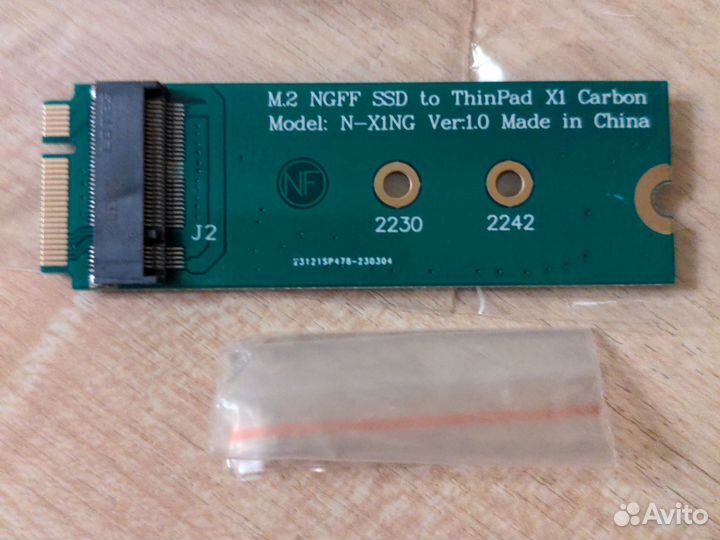 M.2 NGFF SSD to ThinPad X1 Carbon
Model: N-X1NG Ver:1.0 Made in China
NF
2230 2242
J2
23121SP478-230304
Avito